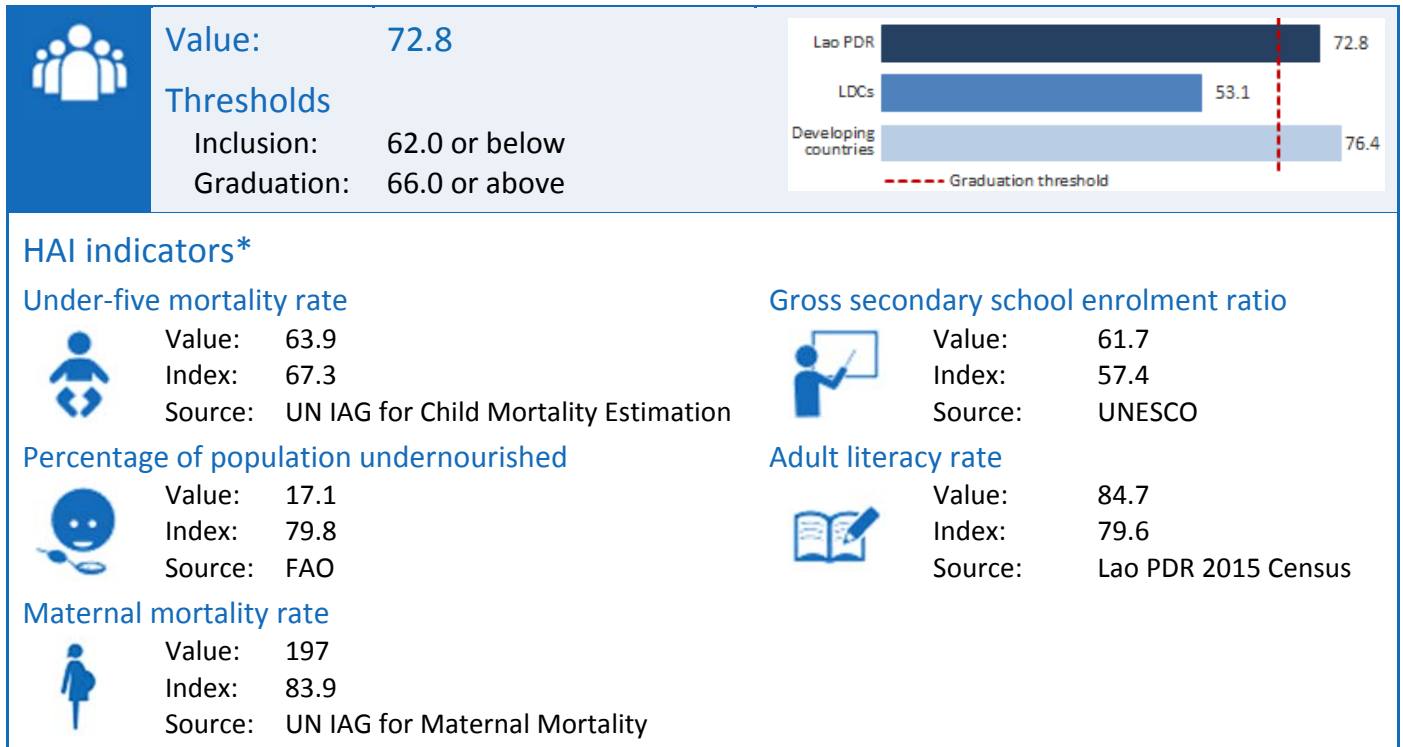 Value: 72.8
Thresholds
Inclusion: 62.0 or below
Graduation: 66.0 or above
Lao PDR 72.8
LDCs 53.1
Developing
countries 76.4
Graduation threshold
HAI indicators*
Under-five mortality rate
Value: 63.9
Index: 67.3
Source: UN IAG for Child Mortality Estimation
Gross secondary school enrolment ratio
Value: 61.7
Index: 57.4
Source: UNESCO
Percentage of population undernourished
Value: 17.1
Index: 79.8
Source: FAO
Adult literacy rate
Value: 84.7
Index: 79.6
Source: Lao PDR 2015 Census
Maternal mortality rate
Value: 197
Index: 83.9
Source: UN IAG for Maternal Mortality